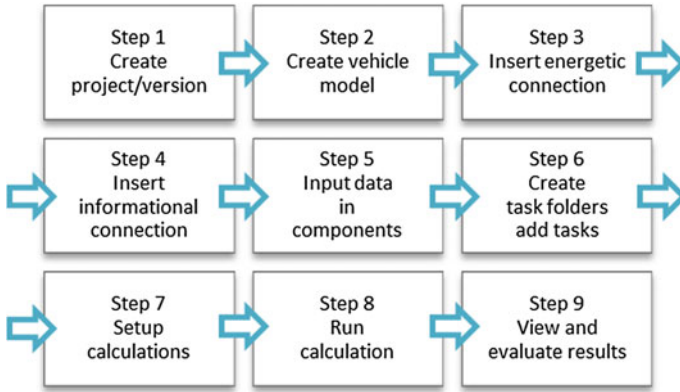 Step 1
Create
project/version
Step 2
Create vehicle
model
Step 3
Insert energetic
connection
Step 4
Insert
informational
connection
Step 5
Input data
in
components
Step 6
Create
task folders
add tasks
Step 7
Setup
calculations
Step 8
Run
calculation
Step 9
View and
evaluate results